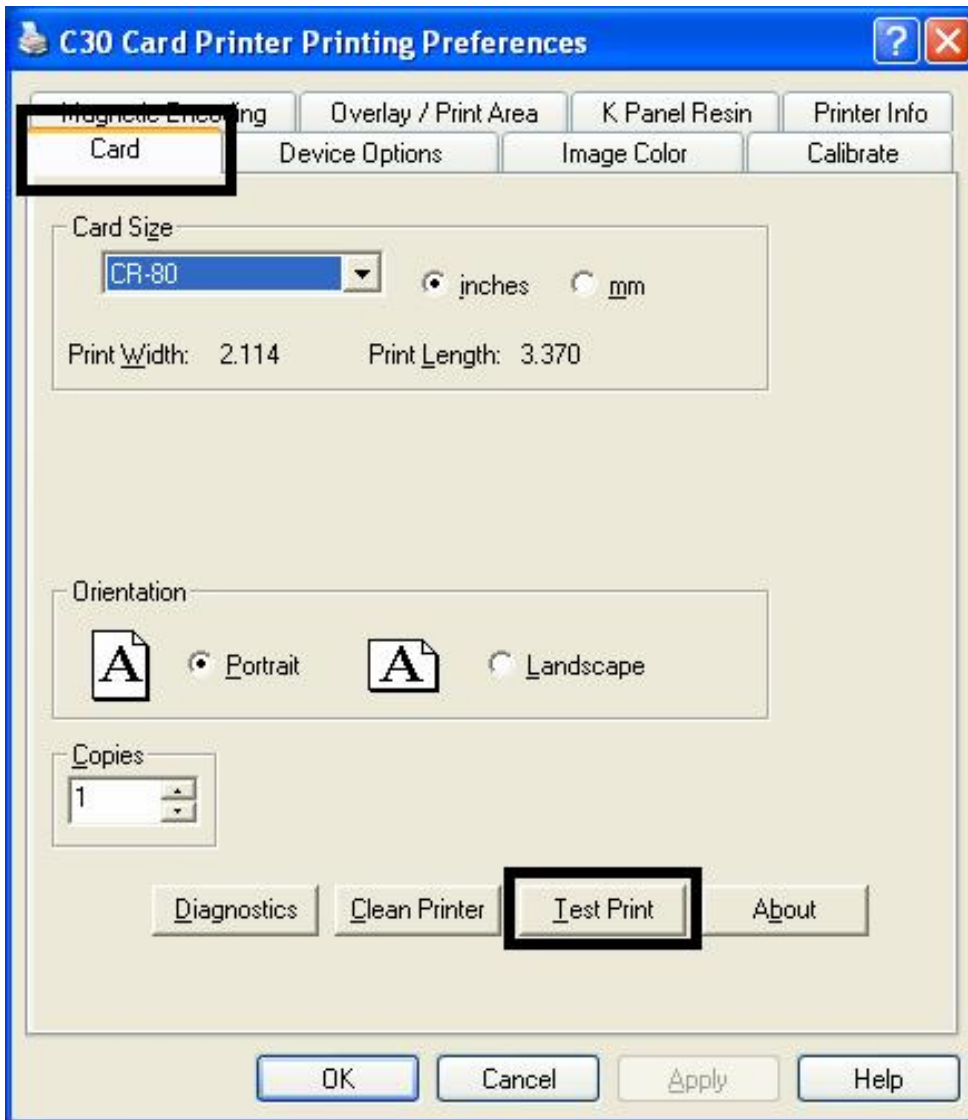 C30 Card Printer Printing Preferences
Magnetic Encoding Overlay / Print Area K Panel Resin Printer Info
Card Device Options Image Color Calibrate
Card Size
CR-80 inches mm
Print Width: 2.114 Print Length: 3.370
Orientation
A Portrait A Landscape
Copies
1
Diagnostics Clean Printer Test Print About
OK Cancel Apply Help